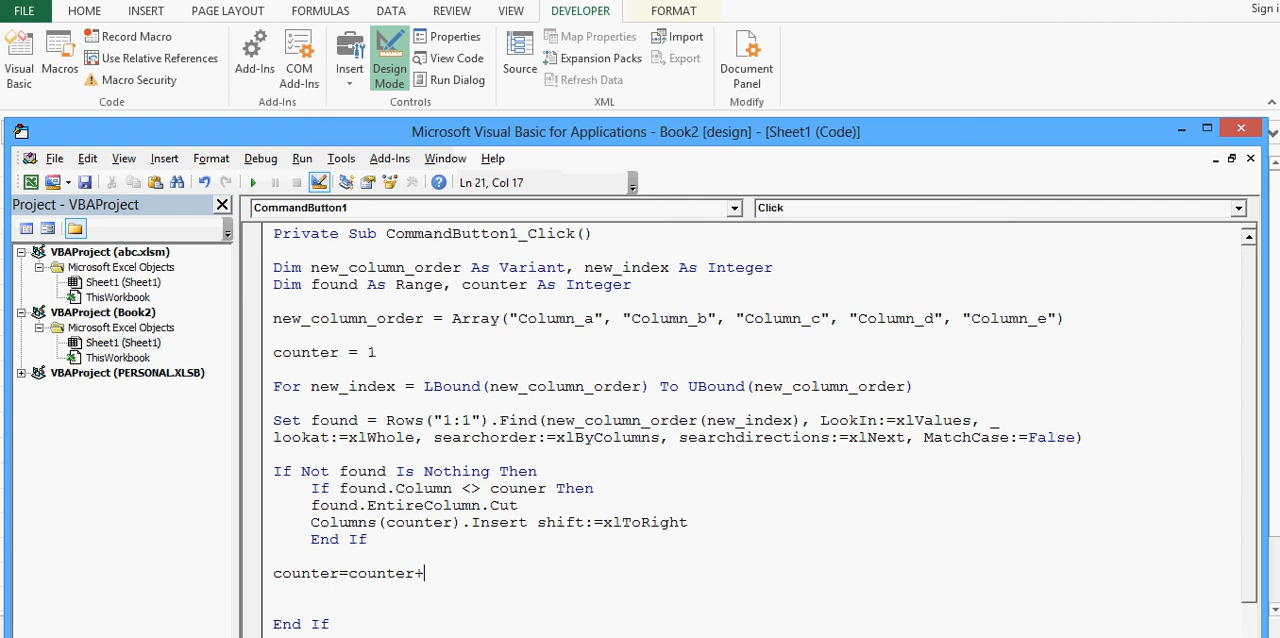 FILE HOME INSERT PAGE LAYOUT FORMULAS DATA REVIEW VIEW DEVELOPER FORMAT Sign i
Record Macro Properties Map Properties Import
Use Relative References View Code Expansion Packs Export
Macro Security Run Dialog Refresh Data
Visual Basic Macros Add-Ins COM Add-Ins Insert Design Mode Source Document Panel
Code Add-Ins Controls XML Modify
Microsoft Visual Basic for Applications - Book2 [design] - [Sheet1 (Code)]
File Edit View Insert Format Debug Run Tools Add-Ins Window Help
Ln 21, Col 17
Project - VBAProject
CommandButton1 Click
VBAProject (abc.xlsm)
Microsoft Excel Objects
Sheet1 (Sheet1)
ThisWorkbook
VBAProject (Book2)
Microsoft Excel Objects
Sheet1 (Sheet1)
ThisWorkbook
VBAProject (PERSONAL.XLSB)
Private Sub CommandButton1_Click()
Dim new_column_order As Variant, new_index As Integer
Dim found As Range, counter As Integer
new_column_order = Array("Column_a", "Column_b", "Column_c", "Column_d", "Column_e")
counter = 1
For new_index = LBound(new_column_order) To UBound(new_column_order)
Set found = Rows("1:1").Find(new_column_order(new_index), LookIn:=xlValues, _
lookat:=xlWhole, searchorder:=xlByColumns, searchdirections:=xlNext, MatchCase:=False)
If Not found Is Nothing Then
If found.Column <> couner Then
found.EntireColumn.Cut
Columns(counter).Insert shift:=xlToRight
End If
counter=counter+
End If